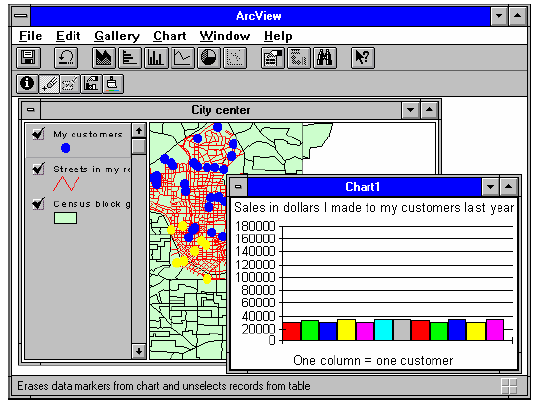 ArcView
File Edit Gallery Chart Window Help
City center
My customers
Streets in my re
Census block g
Chart1
Sales in dollars I made to my customers last year
180000
160000
140000
120000
100000
80000
60000
40000
20000
0
One column = one customer
Erases data markers from chart and unselects records from table